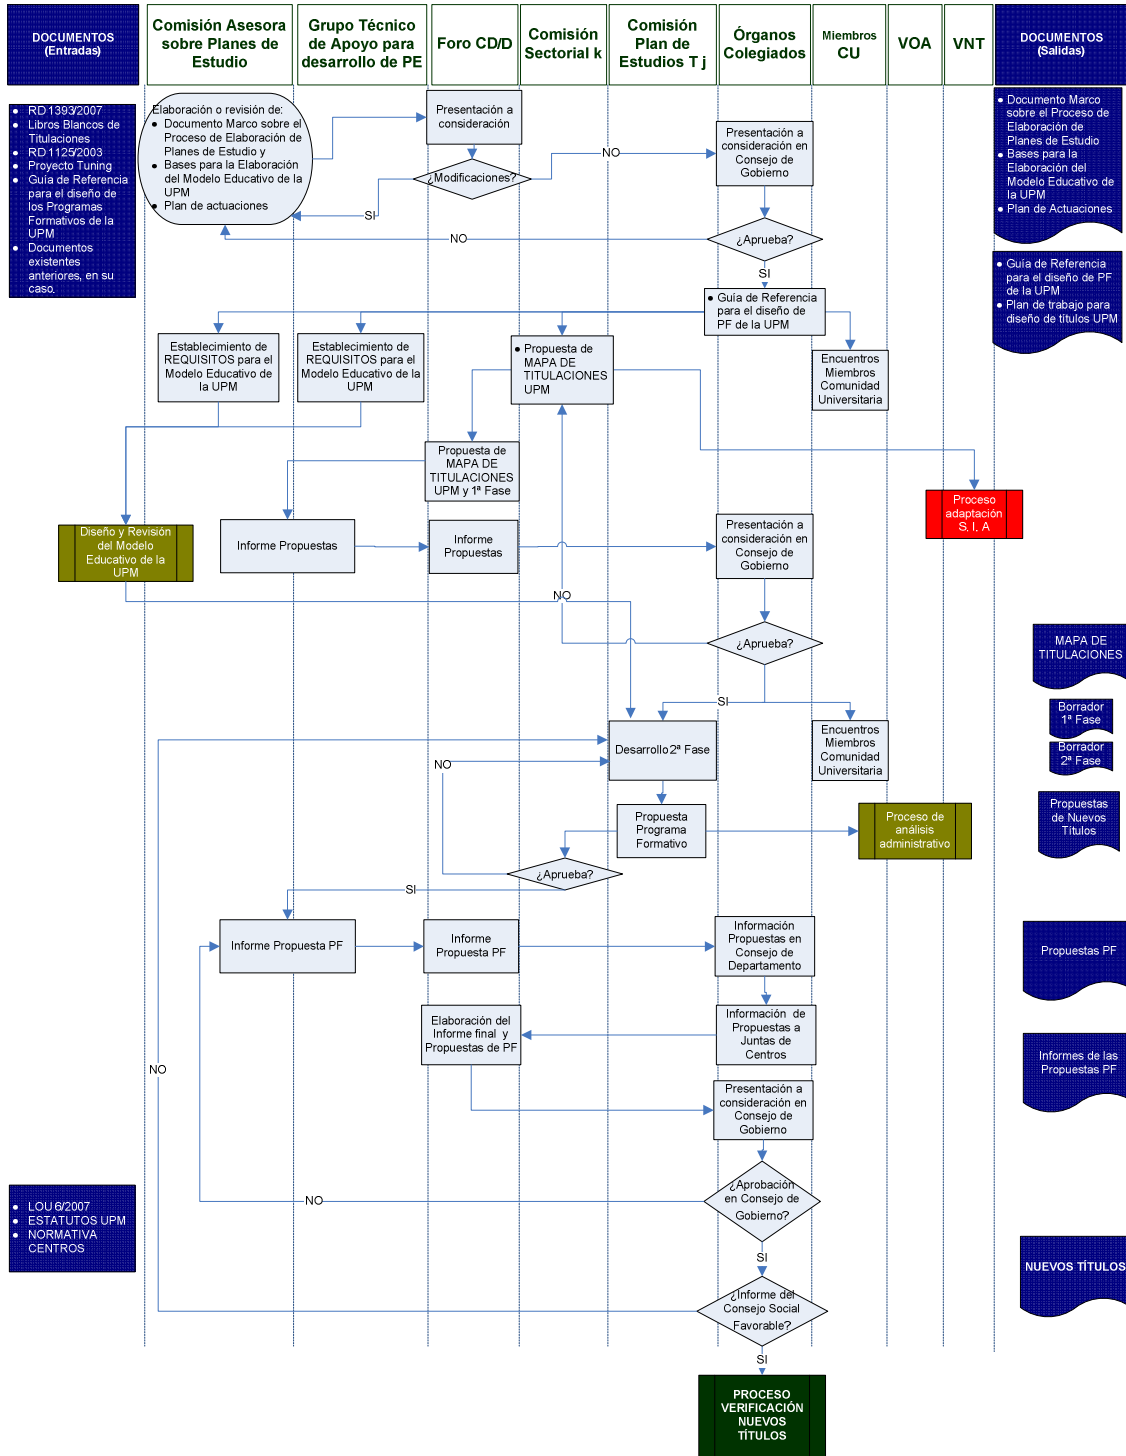 DOCUMENTOS
(Entradas)
Comisión Asesora
sobre Planes de
Estudio
Grupo Técnico
de Apoyo para
desarrollo de PE
Foro CD/D
Comisión
Sectorial k
Comisión
Plan de
Estudios T j
Órganos
Colegiados
Miembros
CU
VOA
VNT
DOCUMENTOS
(Salidas)
● RD 1393/2007
● Libros Blancos de
Titulaciones
● RD 1125/2003
● Proyecto Tuning
● Guía de Referencia
para el diseño de
los Programas
Formativos de la
UPM
● Documentos
existentes
anteriores, en su
caso.
Elaboración o revisión de:
● Documento Marco sobre el
Proceso de Elaboración de
Planes de Estudio y
● Bases para la Elaboración
del Modelo Educativo de la
UPM
● Plan de actuaciones
Presentación a
consideración
¿Modificaciones?
NO
SI
Presentación a
consideración en
Consejo de
Gobierno
¿Aprueba?
NO
SI
● Documento Marco
sobre el Proceso de
Elaboración de
Planes de Estudio
● Bases para la
Elaboración del
Modelo Educativo de
la UPM
● Plan de Actuaciones
● Guía de Referencia
para el diseño de PF
de la UPM
● Plan de trabajo para
diseño de títulos UPM
● Guía de Referencia
para el diseño de
PF de la UPM
Establecimiento de
REQUISITOS para el
Modelo Educativo de
la UPM
Establecimiento de
REQUISITOS para el
Modelo Educativo de la
UPM
● Propuesta de
MAPA DE
TITULACIONES
UPM
Encuentros
Miembros
Comunidad
Universitaria
Propuesta de
MAPA DE
TITULACIONES
UPM y 1ª Fase
Proceso
adaptación
S. I. A
Diseño y Revisión
del Modelo
Educativo de la
UPM
Informe Propuestas
Informe
Propuestas
Presentación a
consideración en
Consejo de
Gobierno
NO
¿Aprueba?
SI
MAPA DE
TITULACIONES
Borrador
1ª Fase
Borrador
2ª Fase
Desarrollo 2ª Fase
Encuentros
Miembros
Comunidad
Universitaria
NO
Propuesta
Programa
Formativo
Proceso de
análisis
administrativo
Propuestas
de Nuevos
Títulos
¿Aprueba?
SI
Informe Propuesta PF
Informe
Propuesta PF
Información
Propuestas en
Consejo de
Departamento
Propuestas PF
Elaboración del
Informe final y
Propuestas de PF
Información de
Propuestas a
Juntas de
Centros
Informes de las
Propuestas PF
NO
Presentación a
consideración en
Consejo de
Gobierno
¿Aprobación
en Consejo de
Gobierno?
NO
SI
● LOU 6/2007
● ESTATUTOS UPM
● NORMATIVA
CENTROS
NUEVOS TÍTULOS
¿Informe del
Consejo Social
Favorable?
SI
PROCESO
VERIFICACIÓN
NUEVOS
TÍTULOS